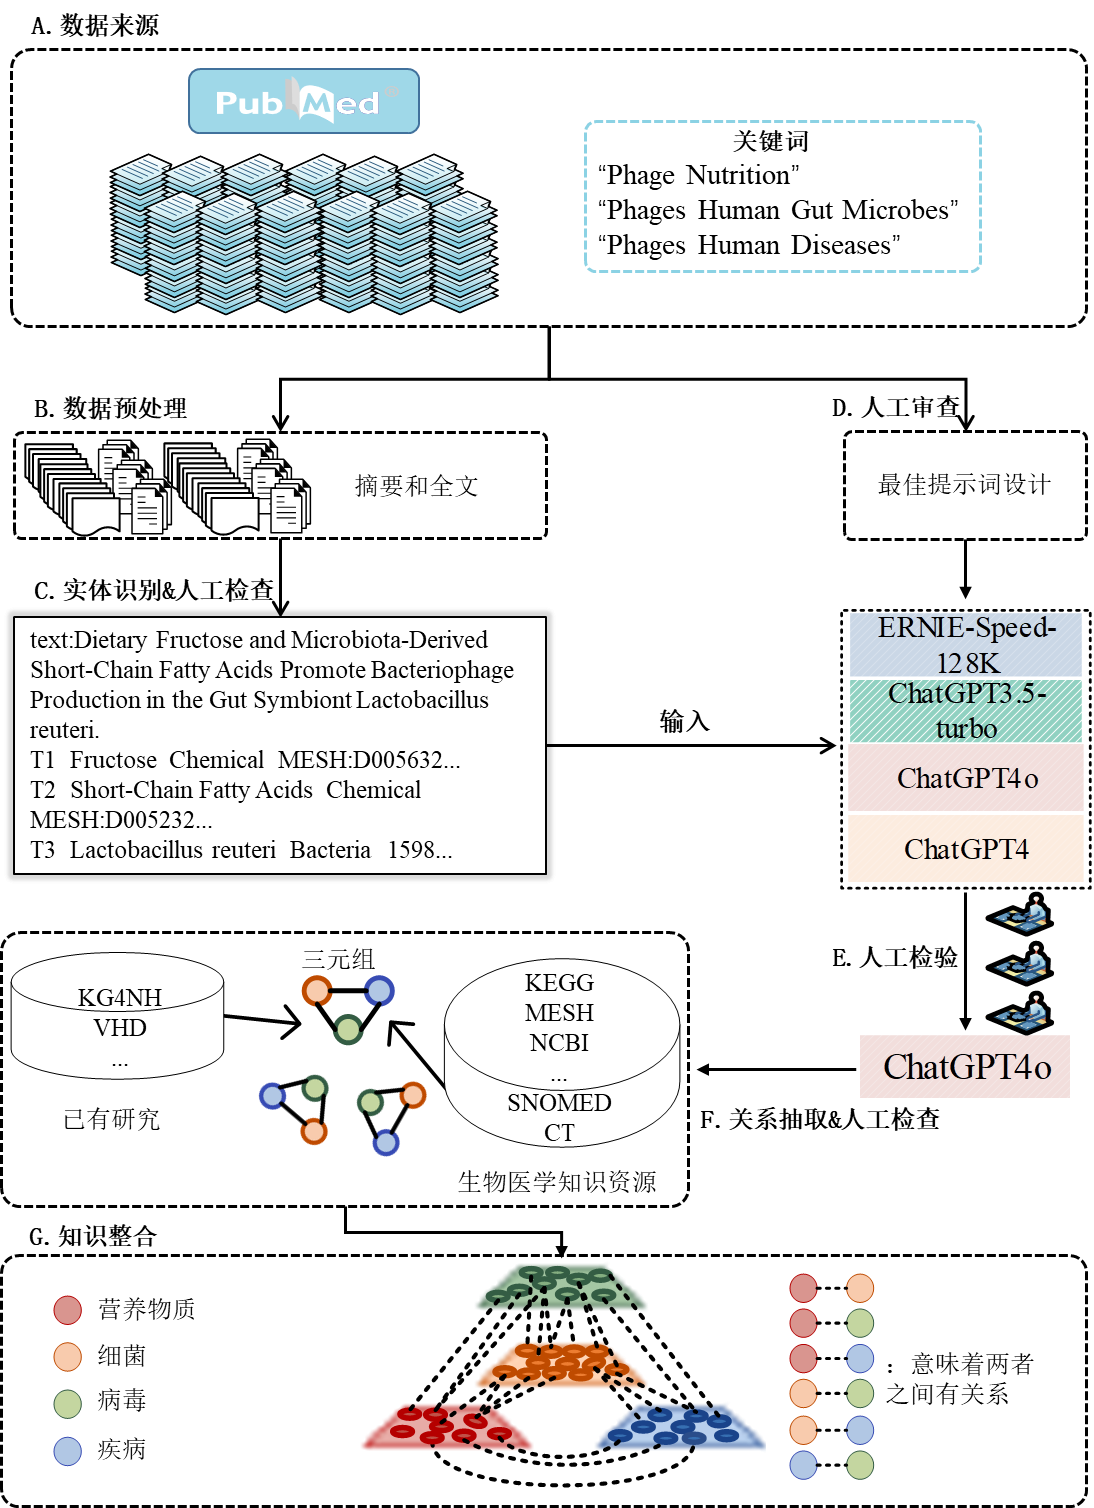 A. 数据来源
PubMed
关键词
“Phage Nutrition”
“Phages Human Gut Microbes”
“Phages Human Diseases”
B. 数据预处理
D. 人工审查
摘要和全文
最佳提示词设计
C. 实体识别&人工检查
text:Dietary Fructose and Microbiota-Derived
Short-Chain Fatty Acids Promote Bacteriophage
Production in the Gut Symbiont Lactobacillus
reuteri.
T1 Fructose Chemical MESH:D005632...
T2 Short-Chain Fatty Acids Chemical
MESH:D005232...
T3 Lactobacillus reuteri Bacteria 1598...
输入
ERNIE-Speed-
128K
ChatGPT3.5-
turbo
ChatGPT4o
ChatGPT4
E. 人工检验
ChatGPT4o
F. 关系抽取&人工检查
三元组
KG4NH
VHD
...
已有研究
KEGG
MESH
NCBI
...
SNOMED
CT
生物医学知识资源
G. 知识整合
营养物质
细菌
病毒
疾病
：意味着两者
之间有关系